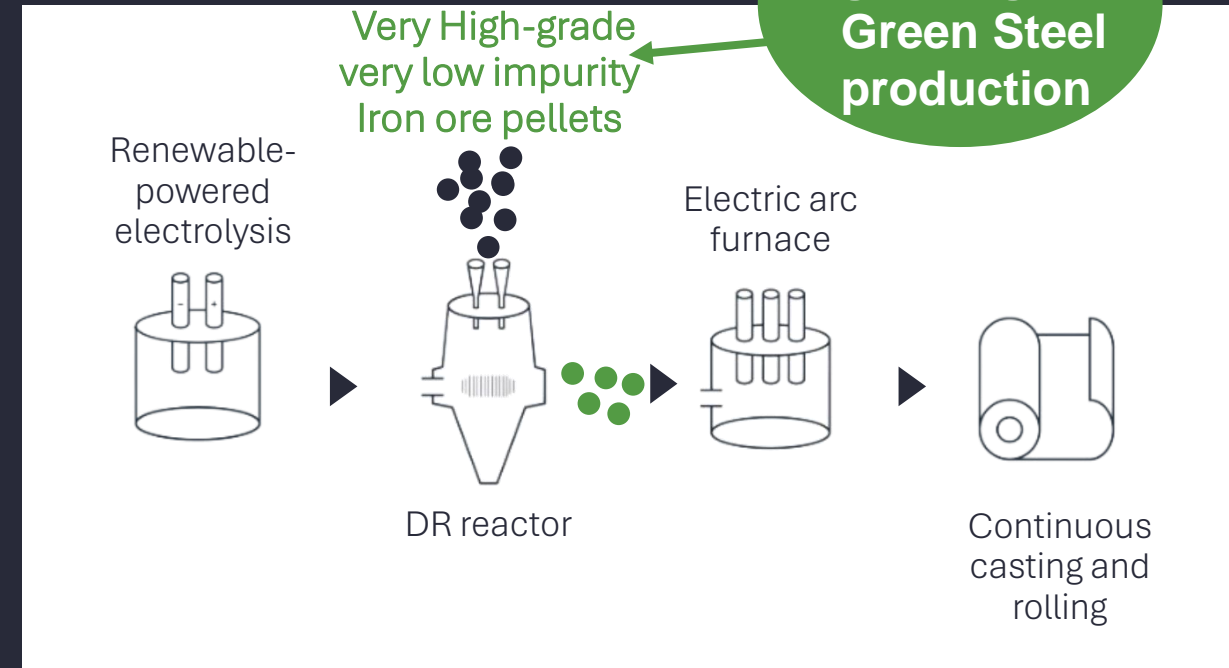 Green Steel
production
Very High-grade
very low impurity
Iron ore pellets
Renewable-
powered
electrolysis
Electric arc
furnace
-
+
DR reactor
Continuous
casting and
rolling